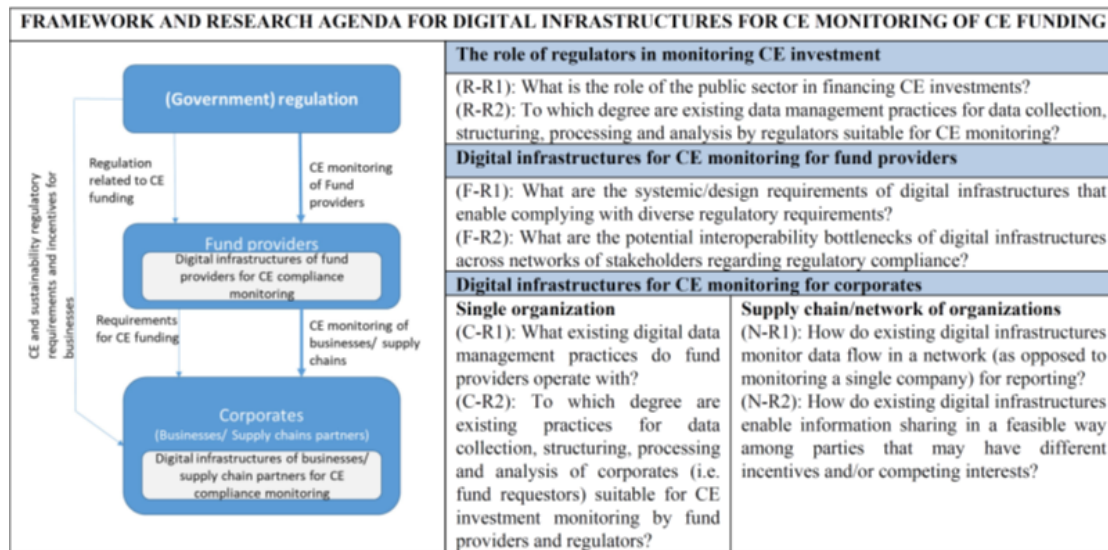 FRAMEWORK AND RESEARCH AGENDA FOR DIGITAL INFRASTRUCTURES FOR CE MONITORING OF CE FUNDING
(Government) regulation
CE and sustainability regulatory
requirements and incentives for
businesses
Regulation
related to CE
funding
CE monitoring
of Fund
providers
Fund providers
Digital infrastructures of fund
providers for CE compliance
monitoring
Requirements
for CE funding
CE monitoring of
businesses/ supply
chains
Corporates
(Businesses/ Supply chains partners)
Digital infrastructures of businesses/
supply chain partners for CE
compliance monitoring
The role of regulators in monitoring CE investment
(R-R1): What is the role of the public sector in financing CE investments?
(R-R2): To which degree are existing data management practices for data collection,
structuring, processing and analysis by regulators suitable for CE monitoring?
Digital infrastructures for CE monitoring for fund providers
(F-R1): What are the systemic/design requirements of digital infrastructures that
enable complying with diverse regulatory requirements?
(F-R2): What are the potential interoperability bottlenecks of digital infrastructures
across networks of stakeholders regarding regulatory compliance?
Digital infrastructures for CE monitoring for corporates
Single organization
(C-R1): What existing digital data
management practices do fund
providers operate with?
(C-R2): To which degree are
existing practices for data
collection, structuring, processing
and analysis of corporates (i.e.
fund requestors) suitable for CE
investment monitoring by fund
providers and regulators?
Supply chain/network of organizations
(N-R1): How do existing digital infrastructures
monitor data flow in a network (as opposed to
monitoring a single company) for reporting?
(N-R2): How do existing digital infrastructures
enable information sharing in a feasible way
among parties that may have different
incentives and/or competing interests?